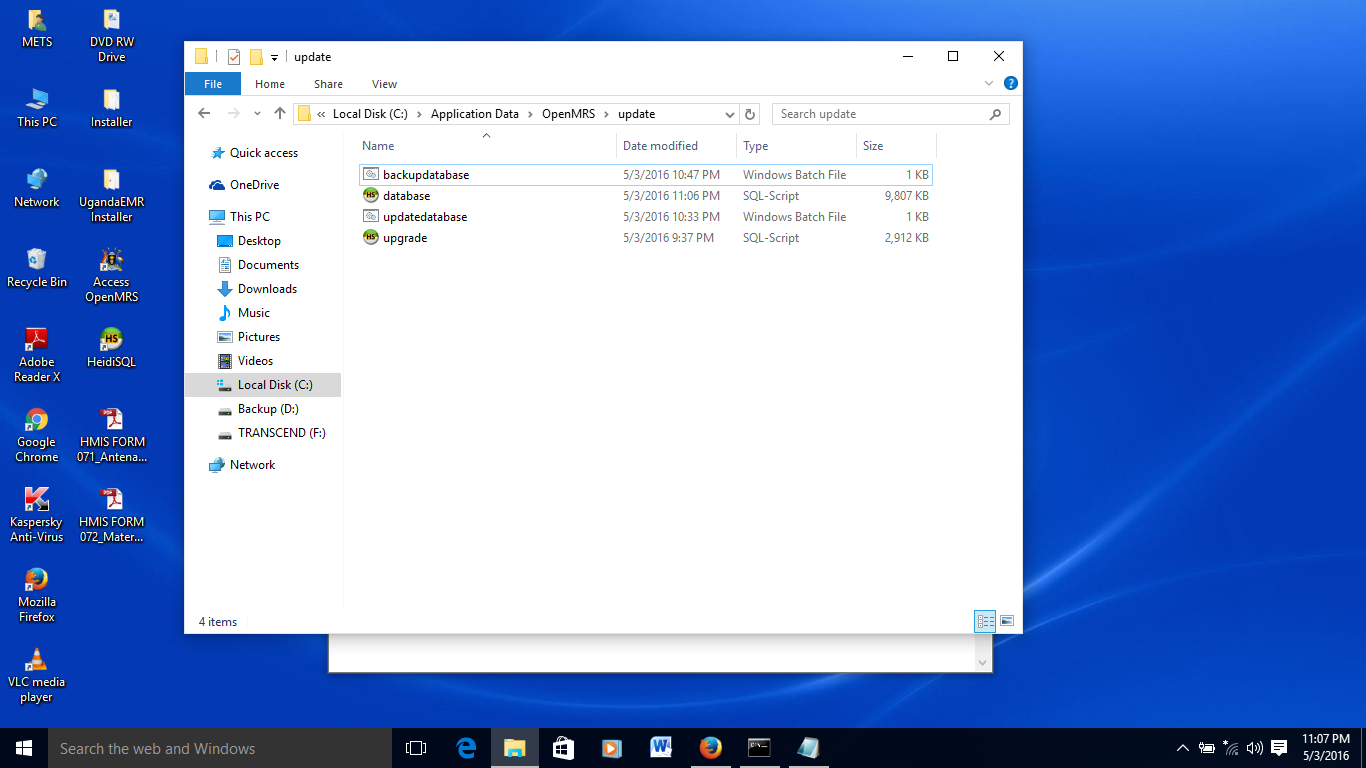 METS
DVD RW
Drive
This PC
Installer
Network
UgandaEMR
Installer
Recycle Bin
Access
OpenMRS
Adobe
Reader X
HeidiSQL
Google
Chrome
HMIS FORM
071_Antena...
Kaspersky
Anti-Virus
HMIS FORM
072_Mater...
Mozilla
Firefox
VLC media
player
update
File Home Share View
« Local Disk (C:) › Application Data › OpenMRS › update
Search update
Quick access
OneDrive
This PC
Desktop
Documents
Downloads
Music
Pictures
Videos
Local Disk (C:)
Backup (D:)
TRANSCEND (F:)
Network
Name Date modified Type Size
backupdatabase 5/3/2016 10:47 PM Windows Batch File 1 KB
database 5/3/2016 11:06 PM SQL-Script 9,807 KB
updatedatabase 5/3/2016 10:33 PM Windows Batch File 1 KB
upgrade 5/3/2016 9:37 PM SQL-Script 2,912 KB
4 items
Search the web and Windows
11:07 PM
5/3/2016